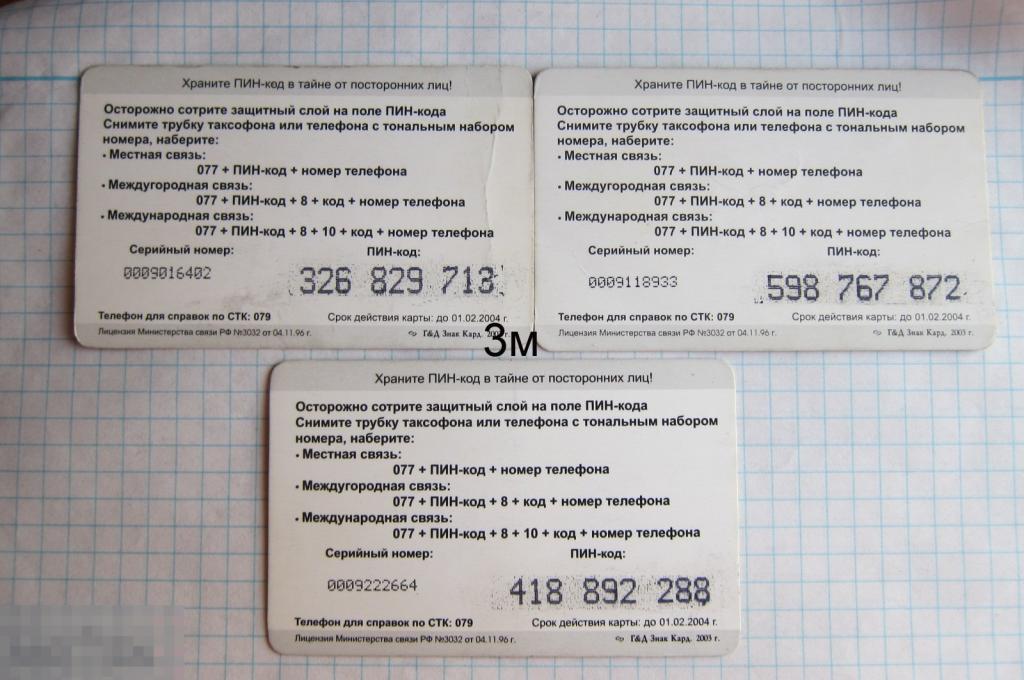 Храните ПИН-код в тайне от посторонних лиц!
Осторожно сотрите защитный слой на поле ПИН-кода
Снимите трубку таксофона или телефона с тональным набором
номера, наберите:
• Местная связь:
077 + ПИН-код + номер телефона
• Междугородная связь:
077 + ПИН-код + 8 + код + номер телефона
• Международная связь:
077 + ПИН-код + 8 + 10 + код + номер телефона
Серийный номер: ПИН-код:
0009016402 326 829 713
Телефон для справок по СТК: 079 Срок действия карты: до 01.02.2004 г.
Лицензия Министерства связи РФ №3032 от 04.11.96 г. Г&Д Знак Кард.
Храните ПИН-код в тайне от посторонних лиц!
Осторожно сотрите защитный слой на поле ПИН-кода
Снимите трубку таксофона или телефона с тональным набором
номера, наберите:
• Местная связь:
077 + ПИН-код + номер телефона
• Междугородная связь:
077 + ПИН-код + 8 + код + номер телефона
• Международная связь:
077 + ПИН-код + 8 + 10 + код + номер телефона
Серийный номер: ПИН-код:
0009118933 598 767 872
Телефон для справок по СТК: 079 Срок действия карты: до 01.02.2004 г.
Лицензия Министерства связи РФ №3032 от 04.11.96 г. Г&Д Знак Кард. 2003 г.
3м
Храните ПИН-код в тайне от посторонних лиц!
Осторожно сотрите защитный слой на поле ПИН-кода
Снимите трубку таксофона или телефона с тональным набором
номера, наберите:
• Местная связь:
077 + ПИН-код + номер телефона
• Междугородная связь:
077 + ПИН-код + 8 + код + номер телефона
• Международная связь:
077 + ПИН-код + 8 + 10 + код + номер телефона
Серийный номер: ПИН-код:
0009222664 418 892 288
Телефон для справок по СТК: 079 Срок действия карты: до 01.02.2004 г.
Лицензия Министерства связи РФ №3032 от 04.11.96 г. Г&Д Знак Кард. 2003 г.